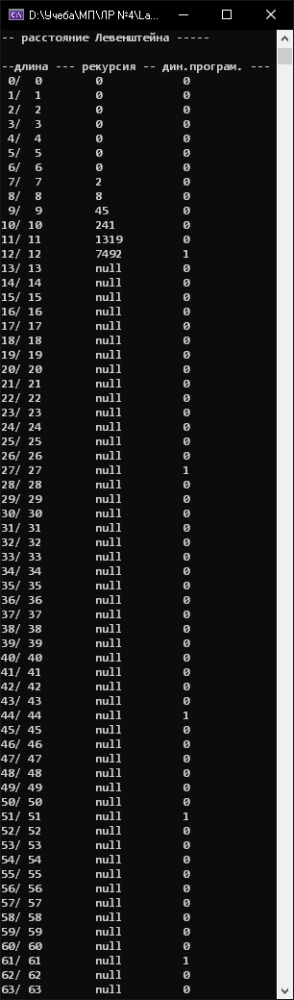 D:\Учеба\МП\ЛР №4\La...
-- расстояние Левенштейна -----
--длина --- рекурсия -- дин.програм. ---
0/ 0 0 0
1/ 1 0 0
2/ 2 0 0
3/ 3 0 0
4/ 4 0 0
5/ 5 0 0
6/ 6 0 0
7/ 7 2 0
8/ 8 8 0
9/ 9 45 0
10/ 10 241 0
11/ 11 1319 0
12/ 12 7492 1
13/ 13 null 0
14/ 14 null 0
15/ 15 null 0
16/ 16 null 0
17/ 17 null 0
18/ 18 null 0
19/ 19 null 0
20/ 20 null 0
21/ 21 null 0
22/ 22 null 0
23/ 23 null 0
24/ 24 null 0
25/ 25 null 0
26/ 26 null 0
27/ 27 null 1
28/ 28 null 0
29/ 29 null 0
30/ 30 null 0
31/ 31 null 0
32/ 32 null 0
33/ 33 null 0
34/ 34 null 0
35/ 35 null 0
36/ 36 null 0
37/ 37 null 0
38/ 38 null 0
39/ 39 null 0
40/ 40 null 0
41/ 41 null 0
42/ 42 null 0
43/ 43 null 0
44/ 44 null 1
45/ 45 null 0
46/ 46 null 0
47/ 47 null 0
48/ 48 null 0
49/ 49 null 0
50/ 50 null 0
51/ 51 null 1
52/ 52 null 0
53/ 53 null 0
54/ 54 null 0
55/ 55 null 0
56/ 56 null 0
57/ 57 null 0
58/ 58 null 0
59/ 59 null 0
60/ 60 null 0
61/ 61 null 1
62/ 62 null 0
63/ 63 null 0